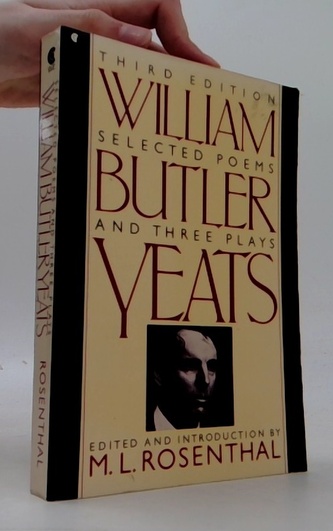 THIRD EDITION
WILLIAM
SELECTED POEMS
BUTLER
AND THREE PLAYS
YEATS
EDITED AND INTRODUCTION BY
M. L. ROSENTHAL
WILLIAM BUTLER YEATS
ROSENTHAL